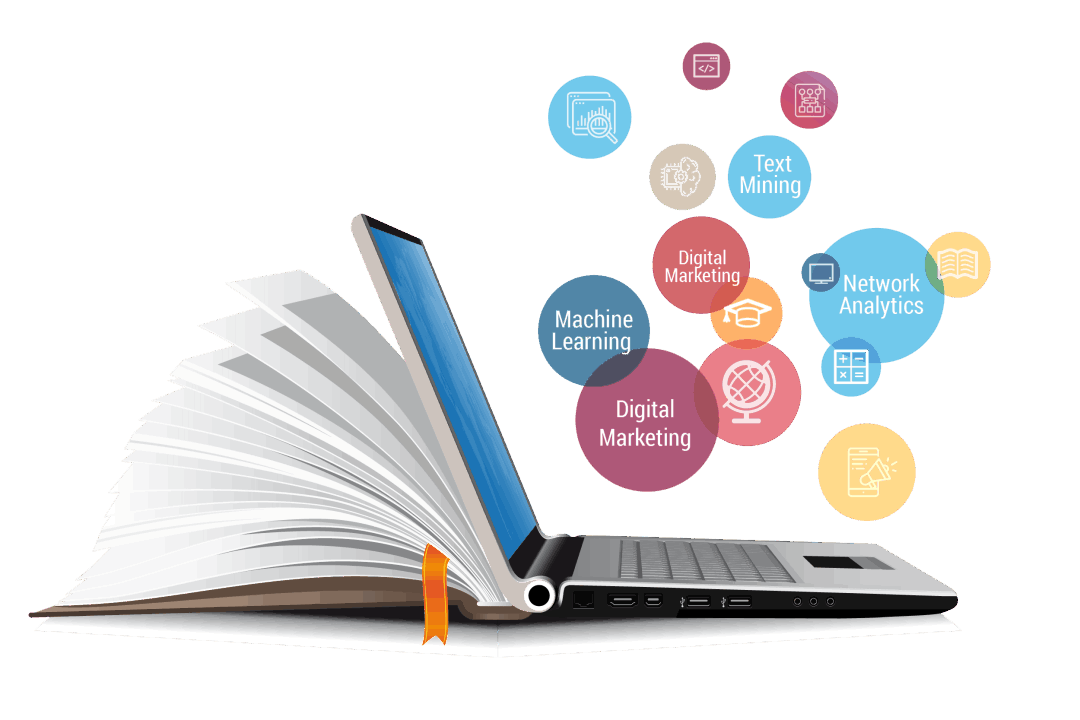 Text
Mining
Digital
Marketing
Network
Analytics
Machine
Learning
Digital
Marketing